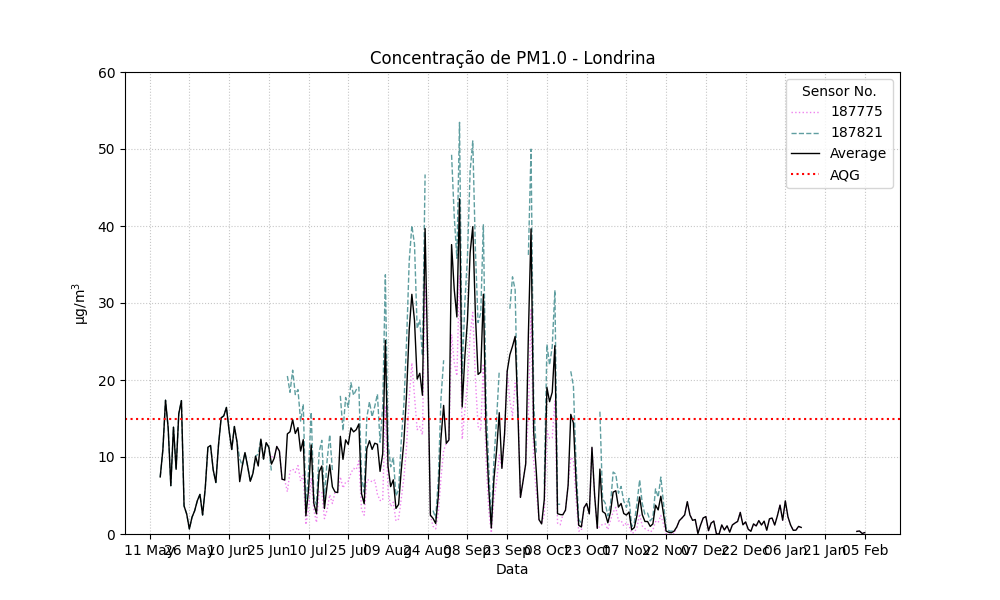 Concentração de PM1.0 - Londrina
60
50
40
30
20
10
0
µg/m³
Sensor No.
187775
187821
Average
AQG
11 May 26 May 10 Jun 25 Jun 10 Jul 25 Jul 09 Aug 24 Aug 08 Sep 23 Sep 08 Oct 23 Oct 07 Nov 22 Nov 07 Dec 22 Dec 06 Jan 21 Jan 05 Feb
Data